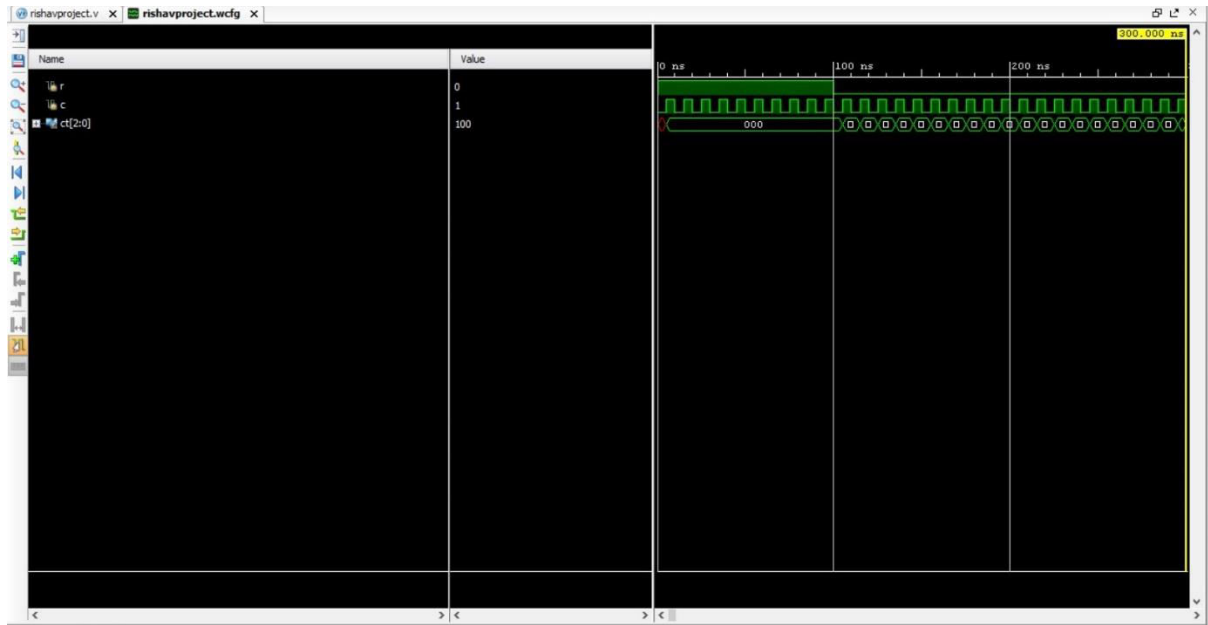 rishavproject.v
rishavproject.wcfg
300.000 ns
Name
Value
0 ns
100 ns
200 ns
r
0
c
1
ct[2:0]
100
000